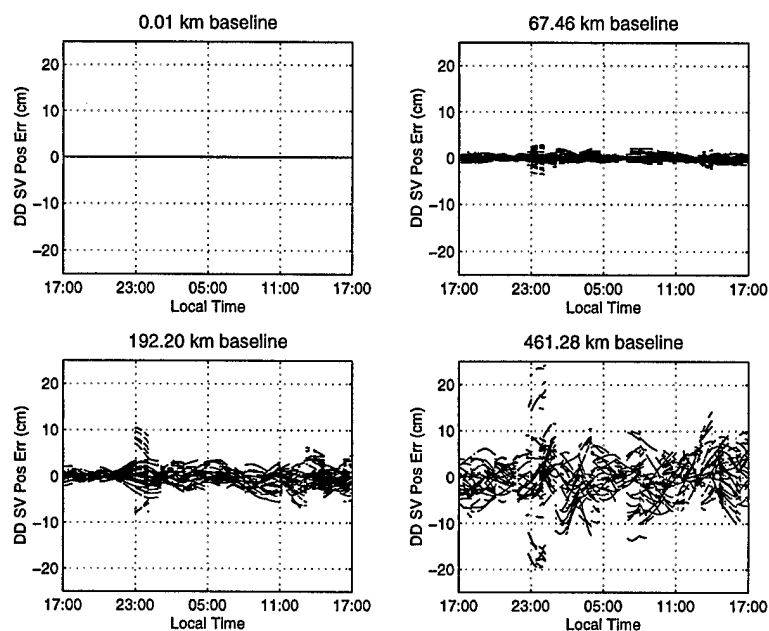 0.01 km baseline
20
10
0
−10
−20
DD SV Pos Err (cm)
17:00 23:00 05:00 11:00 17:00
Local Time
67.46 km baseline
20
10
0
−10
−20
DD SV Pos Err (cm)
17:00 23:00 05:00 11:00 17:00
Local Time
192.20 km baseline
20
10
0
−10
−20
DD SV Pos Err (cm)
17:00 23:00 05:00 11:00 17:00
Local Time
461.28 km baseline
20
10
0
−10
−20
DD SV Pos Err (cm)
17:00 23:00 05:00 11:00 17:00
Local Time